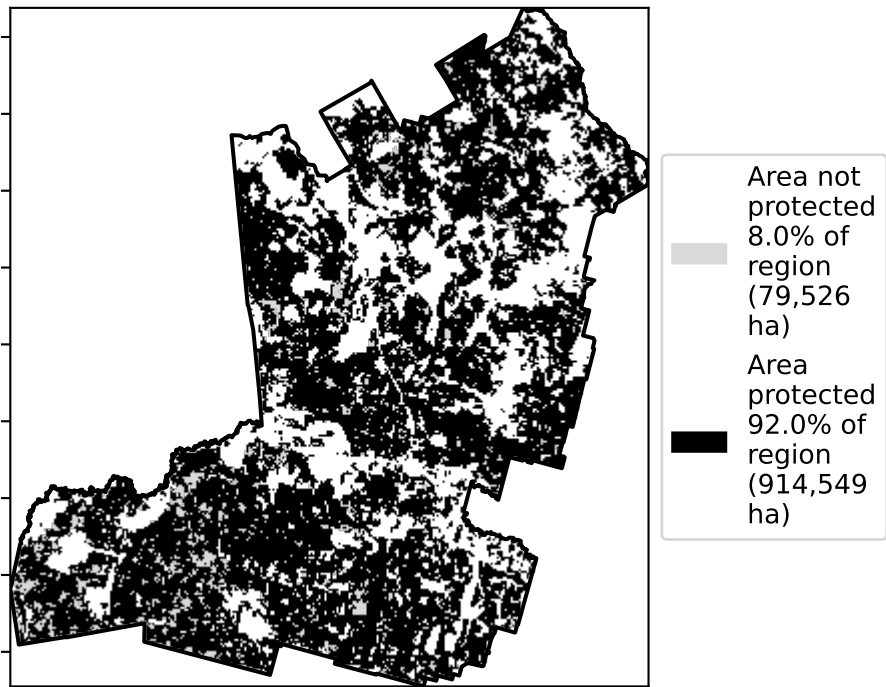 Area not
protected
8.0% of
region
(79,526
ha)
Area
protected
92.0% of
region
(914,549
ha)